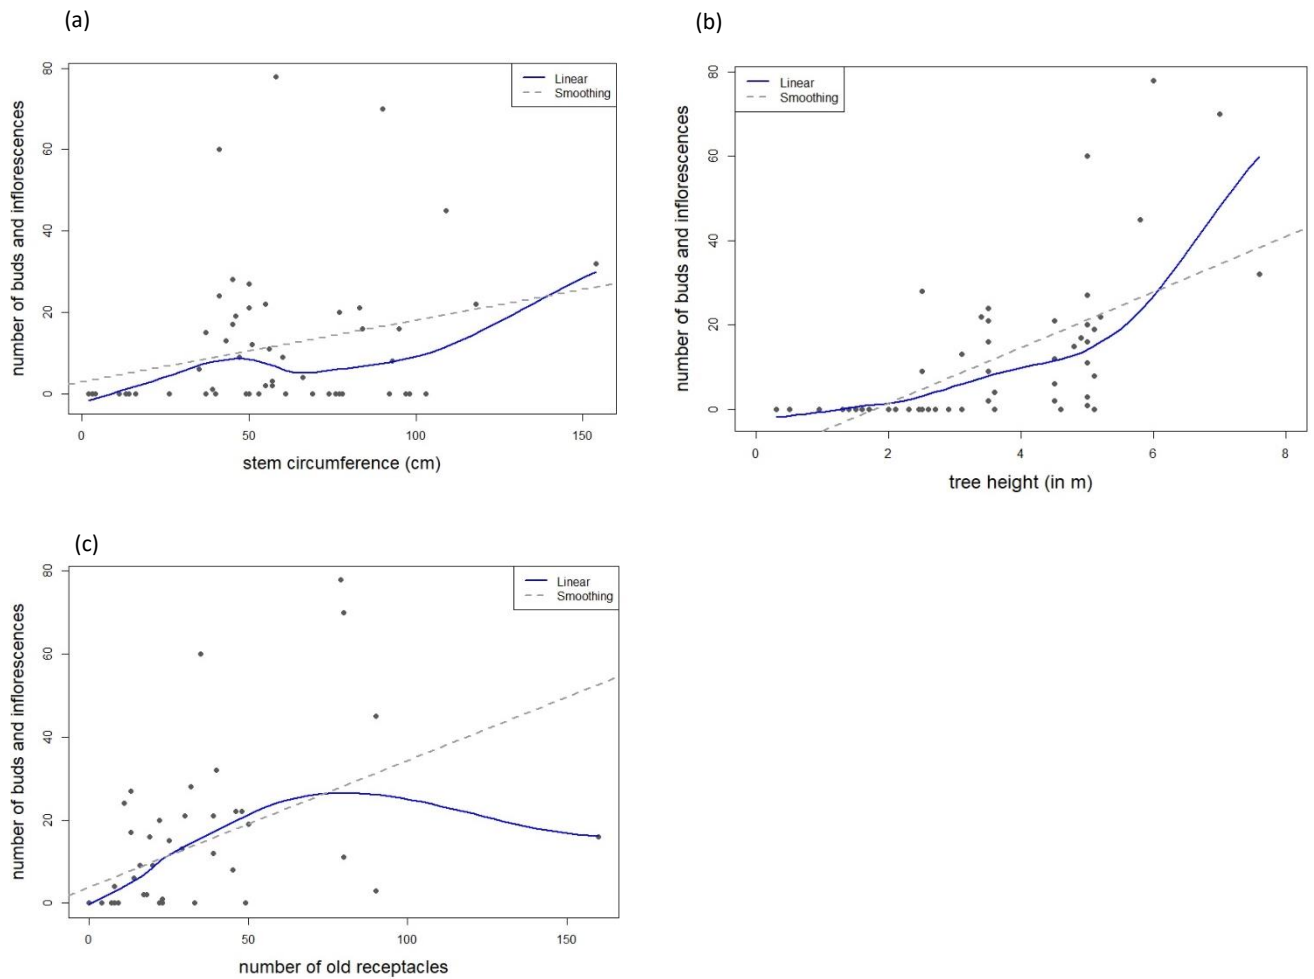 (a)
80
60
40
20
0
number of buds and inflorescences
Linear
Smoothing
0 50 100 150
stem circumference (cm)
(b)
80
60
40
20
0
number of buds and inflorescences
Linear
Smoothing
0 2 4 6 8
tree height (in m)
(c)
80
60
40
20
0
number of buds and inflorescences
Linear
Smoothing
0 50 100 150
number of old receptacles